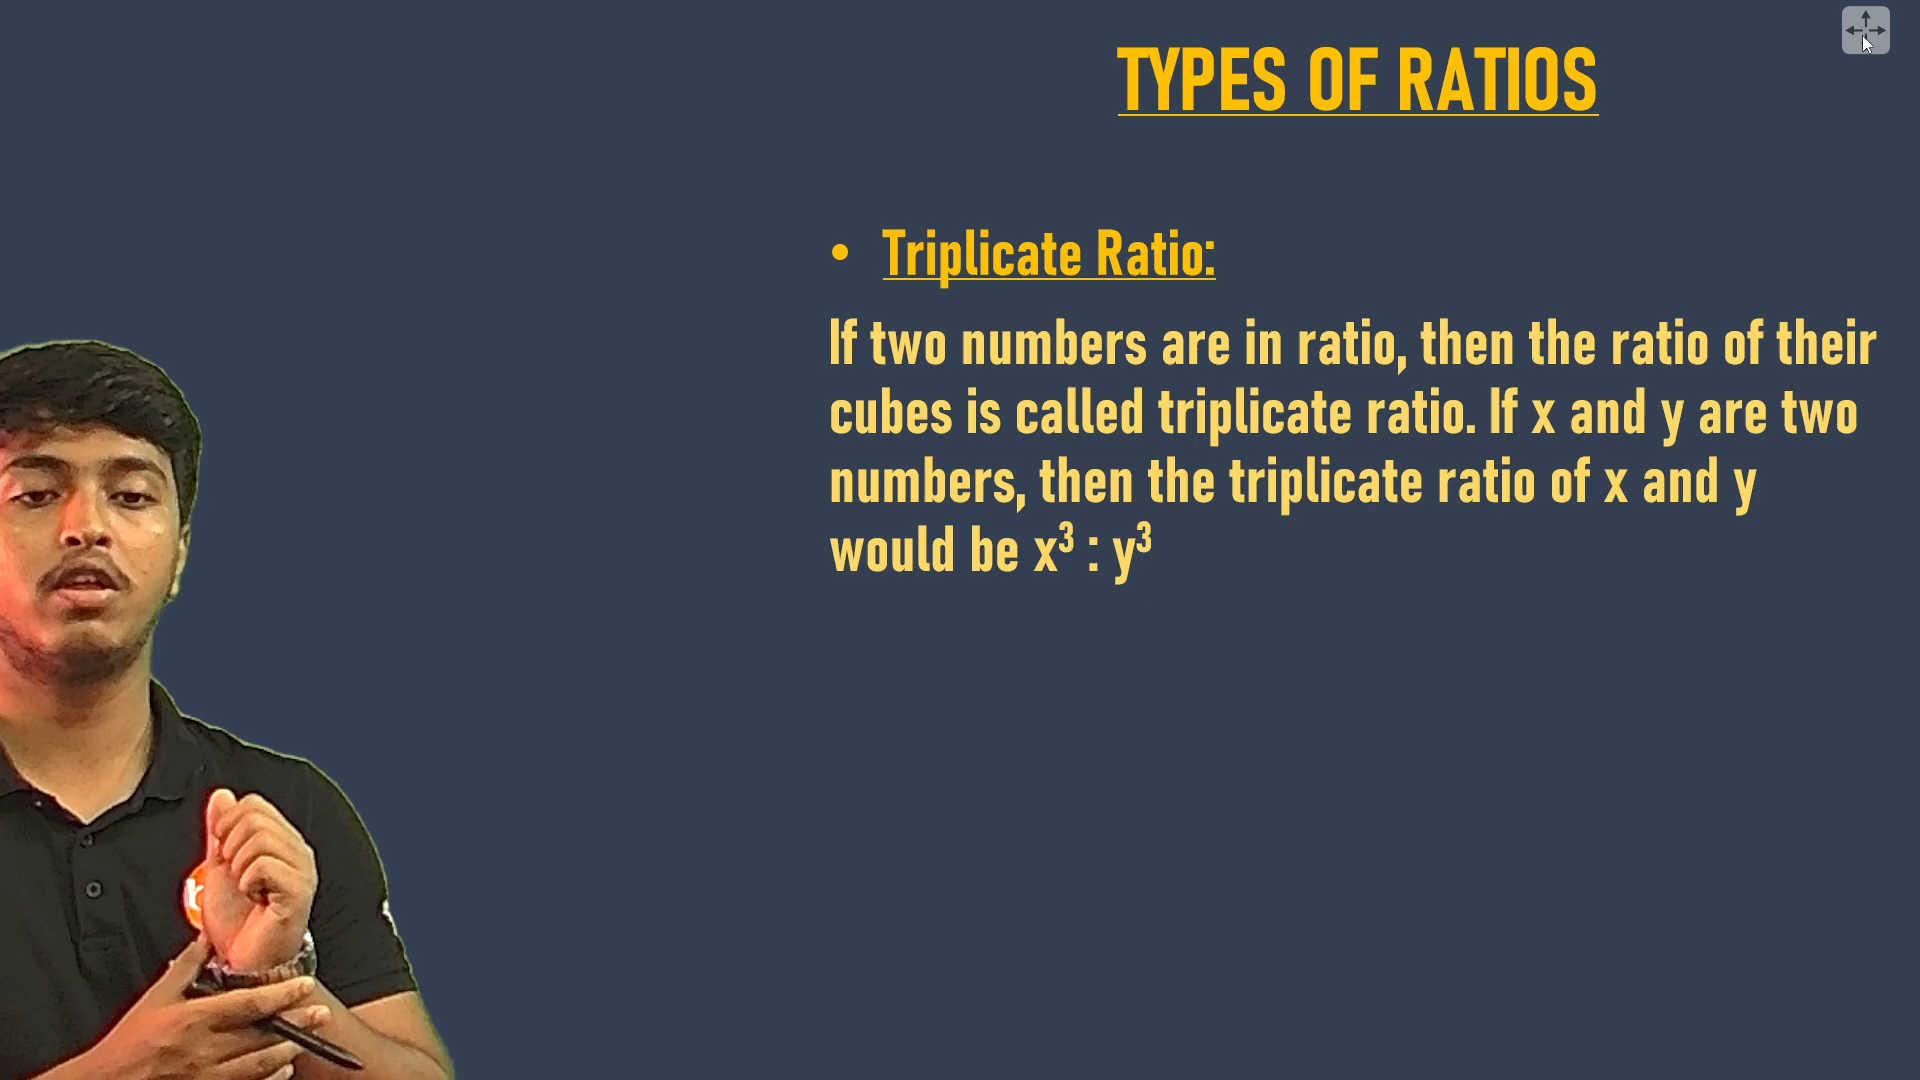 TYPES OF RATIOS
• Triplicate Ratio:
If two numbers are in ratio, then the ratio of their
cubes is called triplicate ratio. If x and y are two
numbers, then the triplicate ratio of x and y
would be x³ : y³